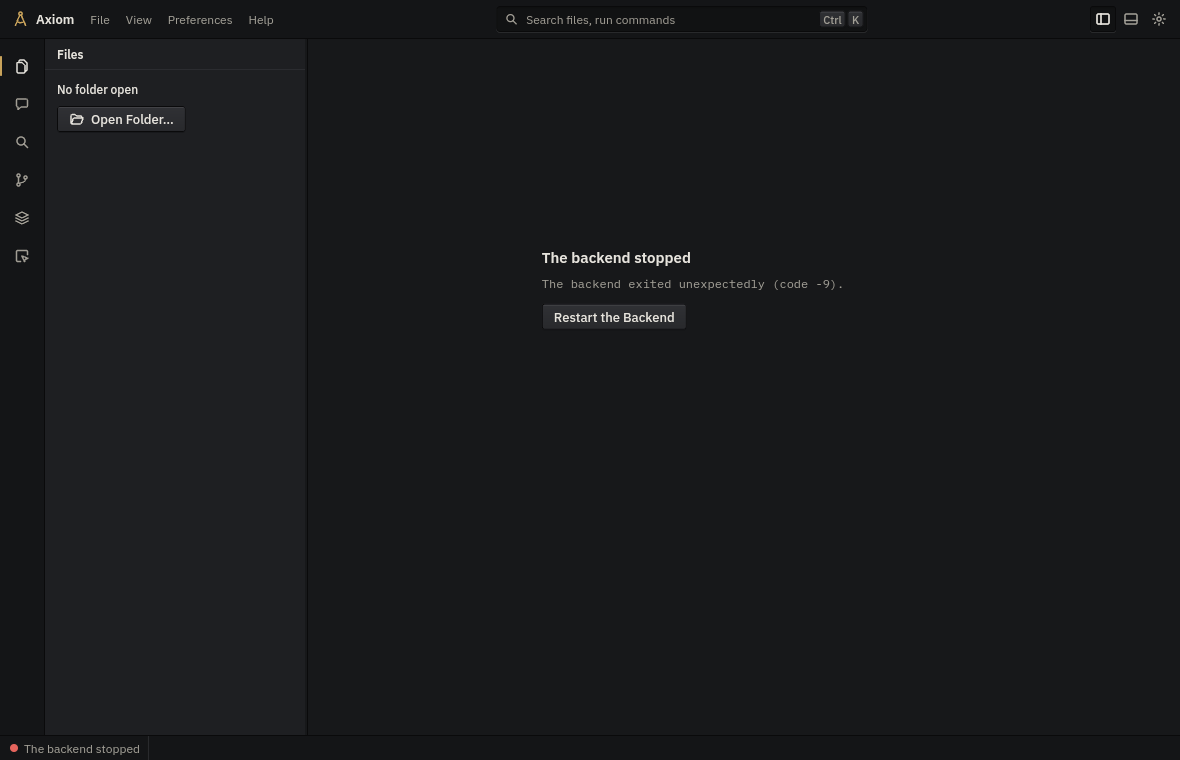 Axiom File View Preferences Help Search files, run commands Ctrl K
Files
No folder open
Open Folder...
The backend stopped
The backend exited unexpectedly (code -9).
Restart the Backend
The backend stopped